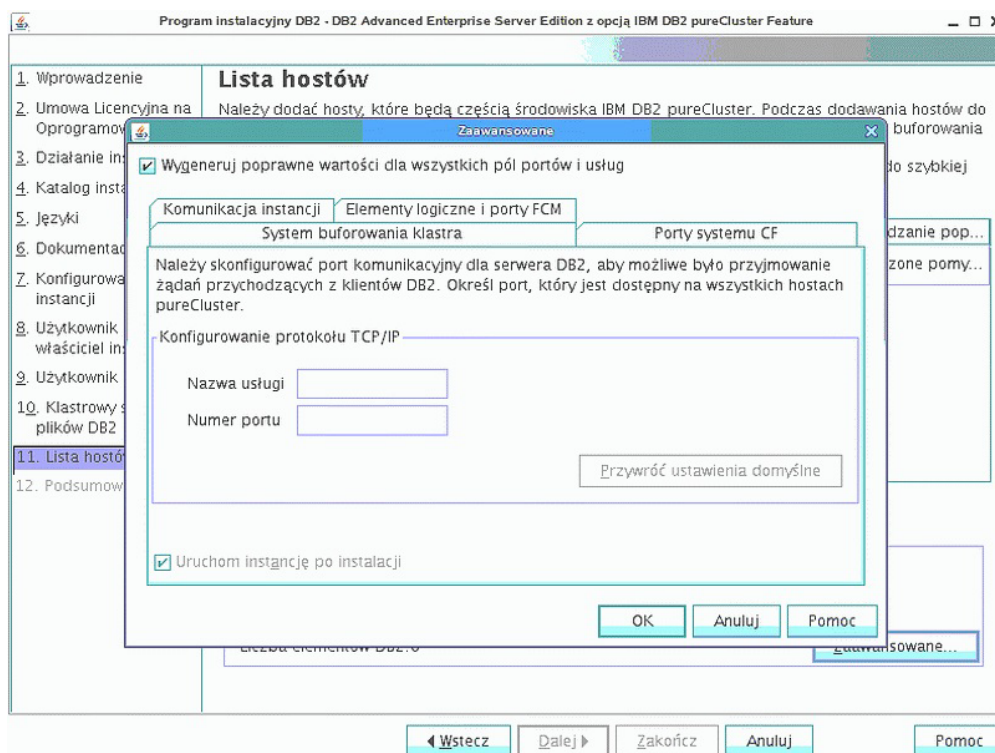 Program instalacyjny DB2 - DB2 Advanced Enterprise Server Edition z opcją IBM DB2 pureCluster Feature
1. Wprowadzenie
2. Umowa Licencyjna na
Oprogramow
3. Działanie in
4. Katalog insta
5. Języki
6. Dokumentac
7. Konfigurowa
instancji
8. Użytkownik
właściciel in
9. Użytkownik
10. Klastrowy s
plików DB2
11. Lista hostó
12. Podsumow
Lista hostów
Należy dodać hosty, które będą częścią środowiska IBM DB2 pureCluster. Podczas dodawania hostów do
buforowania
do szybkiej
dzanie pop...
zone pomy...
Zaawansowane
Wygeneruj poprawne wartości dla wszystkich pól portów i usług
Komunikacja instancji
Elementy logiczne i porty FCM
System buforowania klastra
Porty systemu CF
Należy skonfigurować port komunikacyjny dla serwera DB2, aby możliwe było przyjmowanie
żądań przychodzących z klientów DB2. Określ port, który jest dostępny na wszystkich hostach
pureCluster.
Konfigurowanie protokołu TCP/IP
Nazwa usługi
Numer portu
Przywróć ustawienia domyślne
Uruchom instancję po instalacji
OK
Anuluj
Pomoc
Liczba elementów DB2:0
Zaawansowane...
Wstecz
Dalej
Zakończ
Anuluj
Pomoc